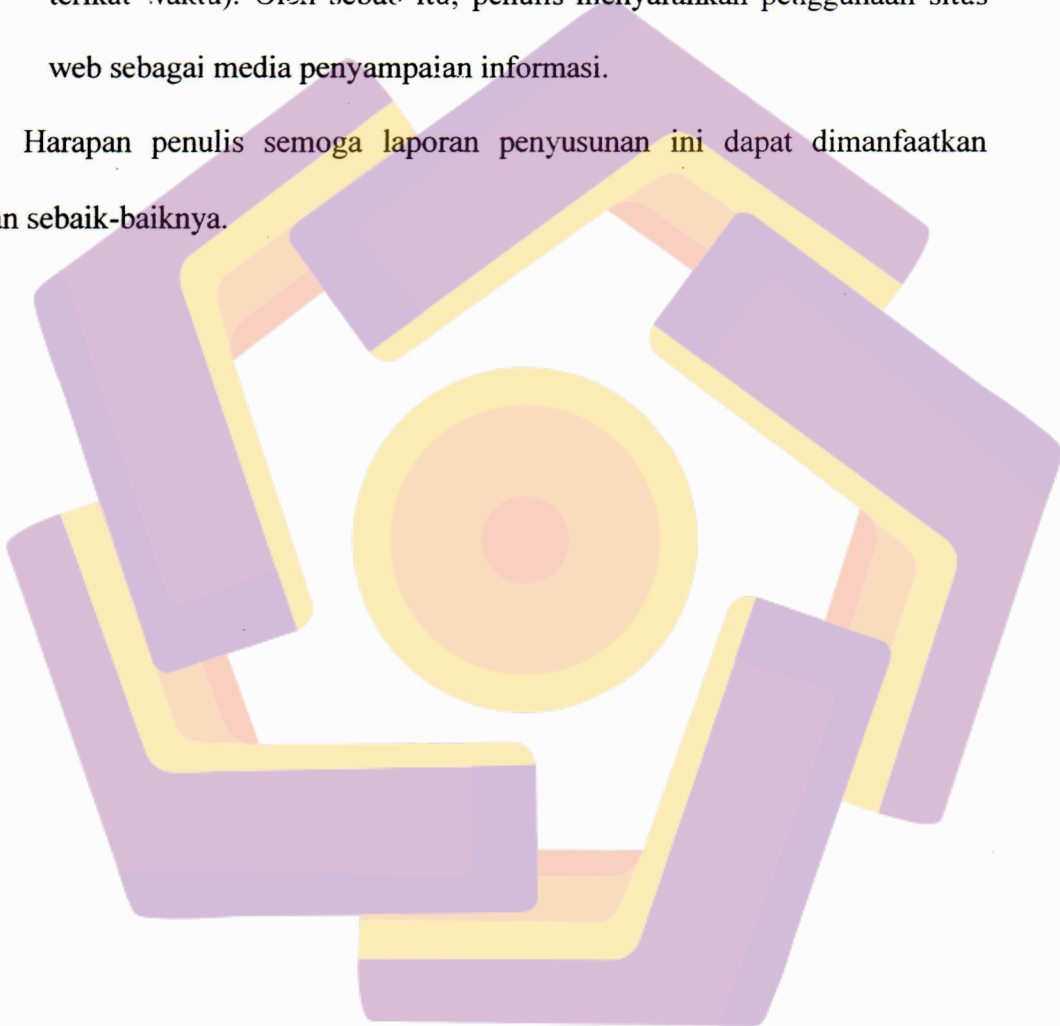 terikat waktu). Oleh sebab itu, penulis menyarankan penggunaan situs
web sebagai media penyampaian informasi.
Harapan penulis semoga laporan penyusunan ini dapat dimanfaatkan
an sebaik-baiknya.